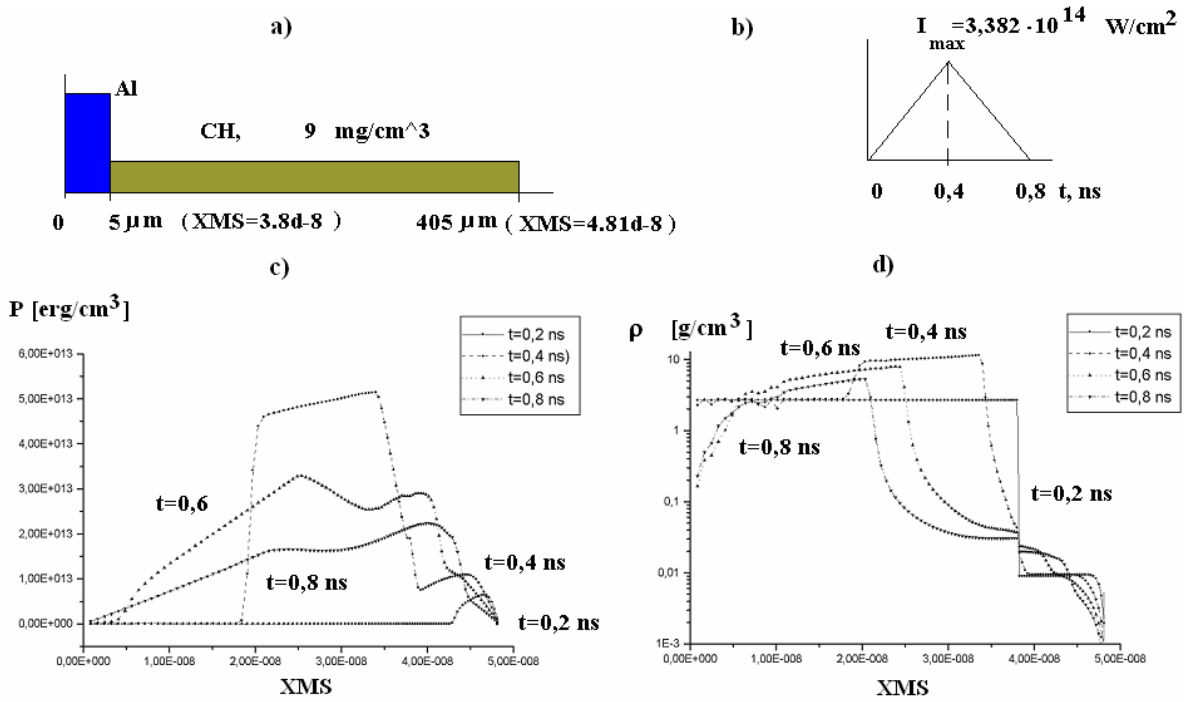 a)
Al
CH, 9 mg/cm^3
0 5 μm (XMS=3.8d-8 ) 405 μm ( XMS=4.81d-8)
b)
I max =3,382 ·10 14 W/cm2
0 0,4 0,8 t, ns
c)
P [erg/cm3]
t=0,2 ns
t=0,4 ns)
t=0,6 ns
t=0,8 ns
6,00E+013
5,00E+013
4,00E+013
3,00E+013
2,00E+013
1,00E+013
0,00E+000
t=0,6
t=0,8 ns
t=0,4 ns
t=0,2 ns
0,00E+000 1,00E-008 2,00E-008 3,00E-008 4,00E-008 5,00E-008
XMS
d)
ρ [g/cm3]
t=0,2 ns
t=0,4 ns
t=0,6 ns
t=0,8 ns
10
1
0,1
0,01
1E-3
t=0,6 ns
t=0,4 ns
t=0,8 ns
t=0,2 ns
0,00E+000 1,00E-008 2,00E-008 3,00E-008 4,00E-008 5,00E-008
XMS